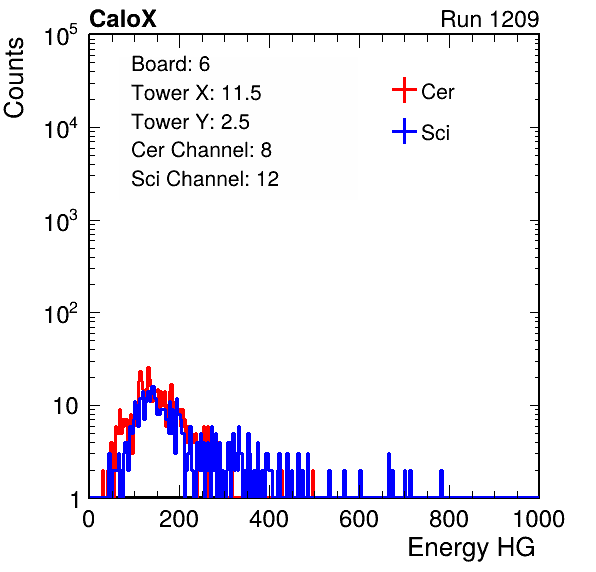 CaloX Run 1209
Counts
Board: 6
Tower X: 11.5
Tower Y: 2.5
Cer Channel: 8
Sci Channel: 12
Cer
Sci
10^5
10^4
10^3
10^2
10
1
0 200 400 600 800 1000
Energy HG